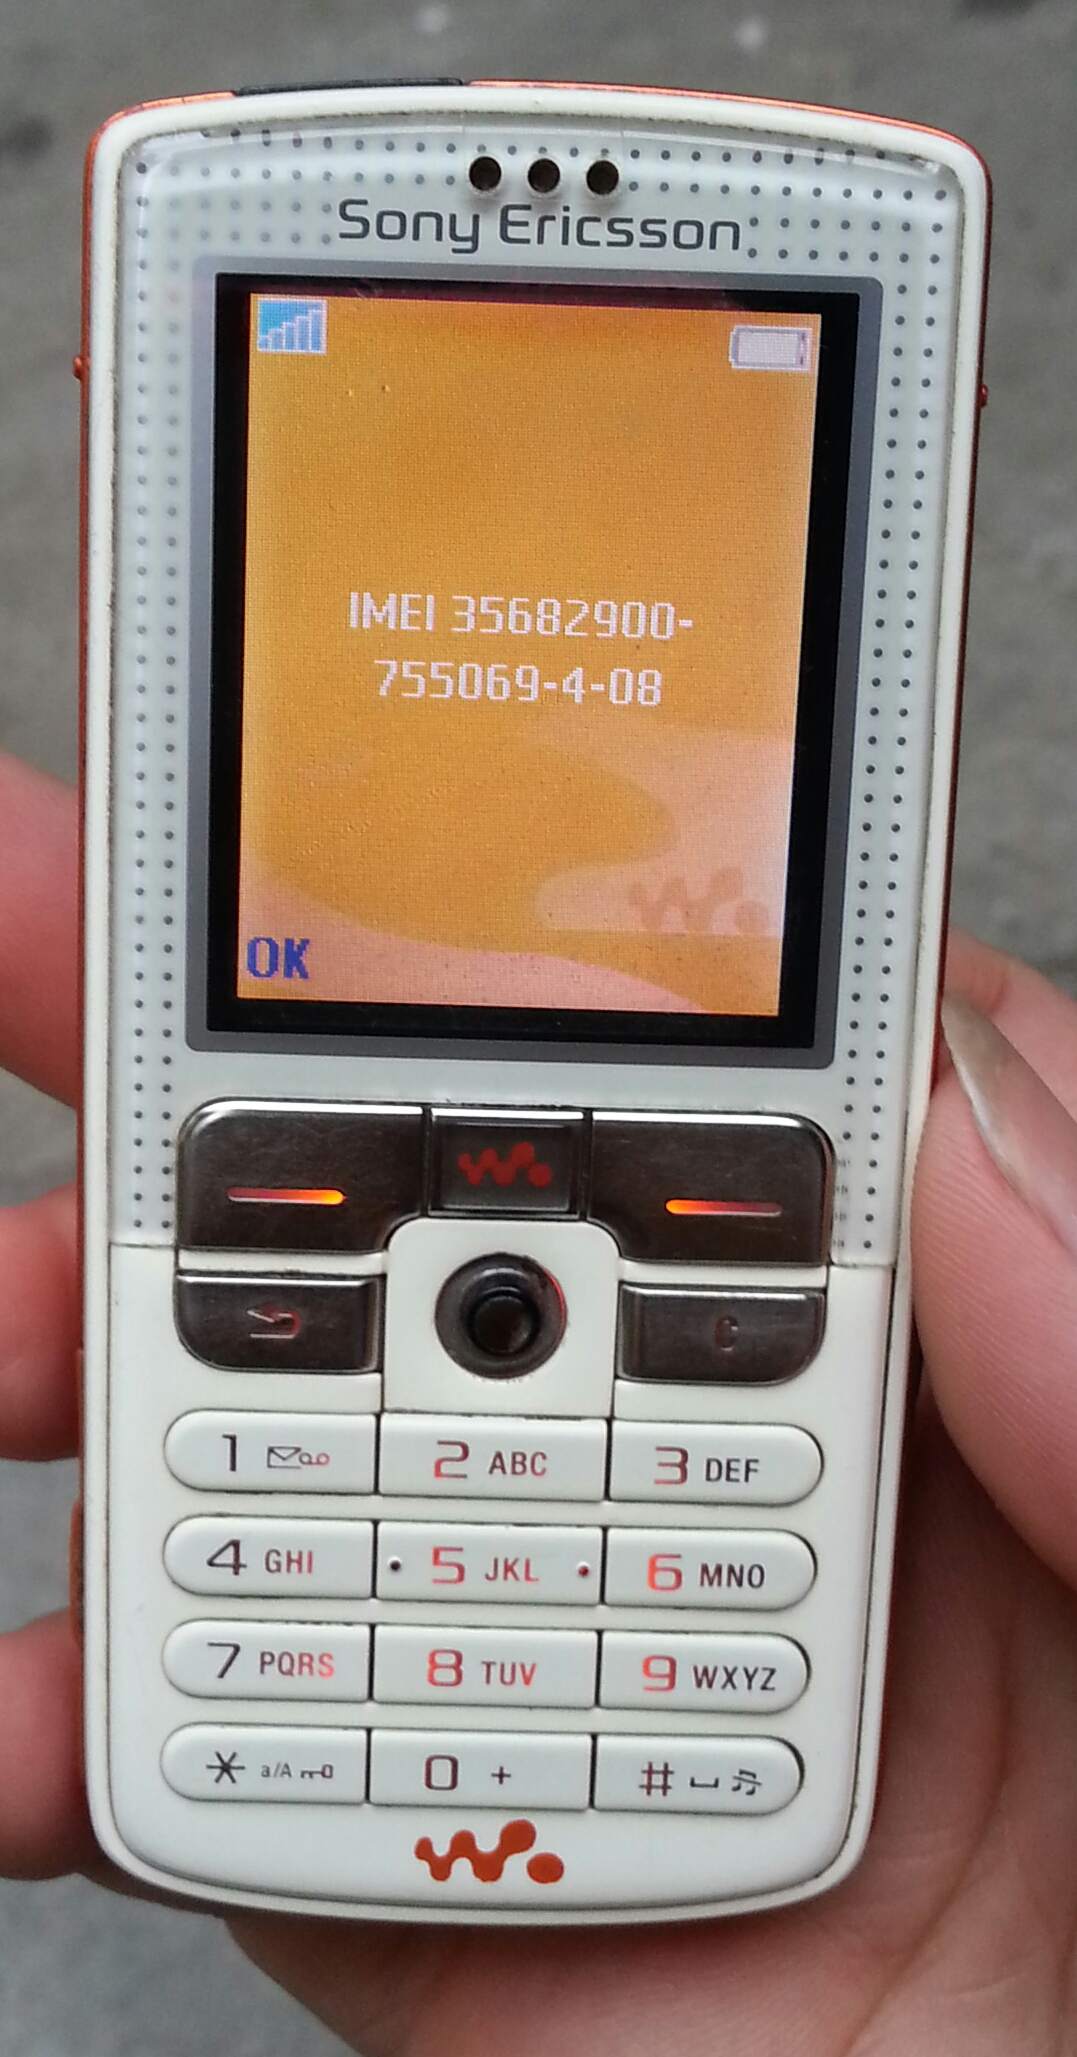 Sony Ericsson
IMEI 35682900-
755069-4-08
OK
C
1
2 ABC
3 DEF
4 GHI
5 JKL
6 MNO
7 PQRS
8 TUV
9 WXYZ
* a/A
0 +
#